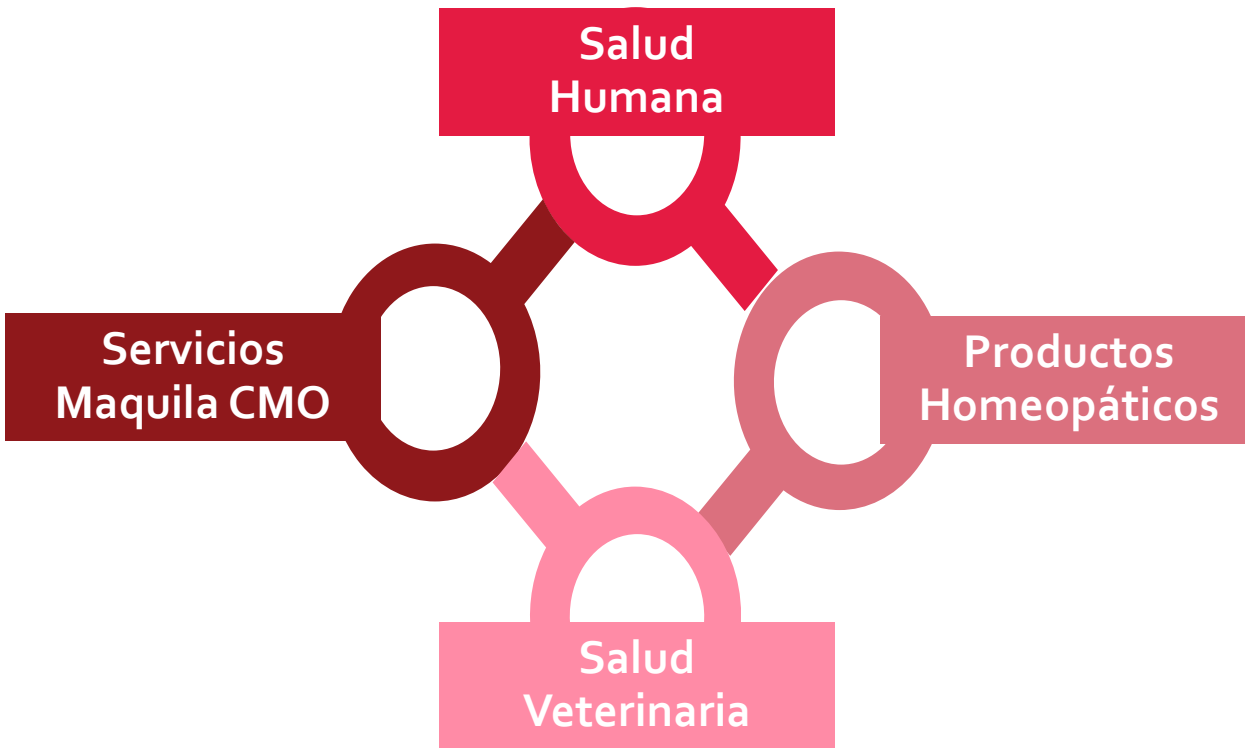 Salud
Humana
Servicios
Maquila CMO
Productos
Homeopáticos
Salud
Veterinaria